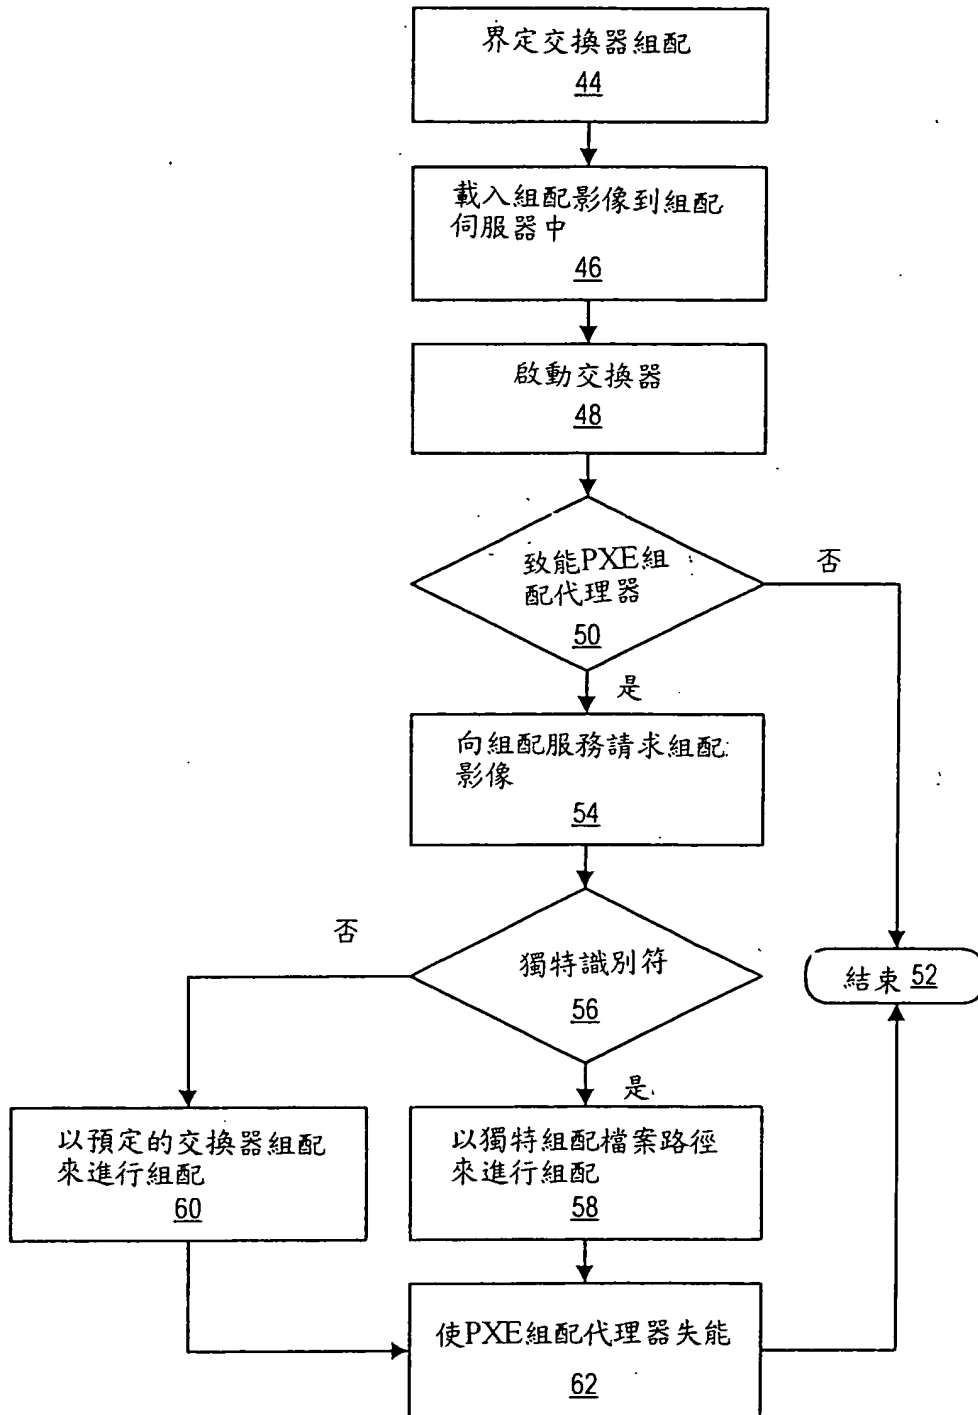 界定交換器組配
44
載入組配影像到組配
伺服器中
46
啟動交換器
48
致能PXE組
配代理器
50
否
是
向組配服務請求組配
影像
54
否
獨特識別符
56
結束 52
是
以預定的交換器組配
來進行組配
60
以獨特組配檔案路徑
來進行組配
58
使PXE組配代理器失能
62